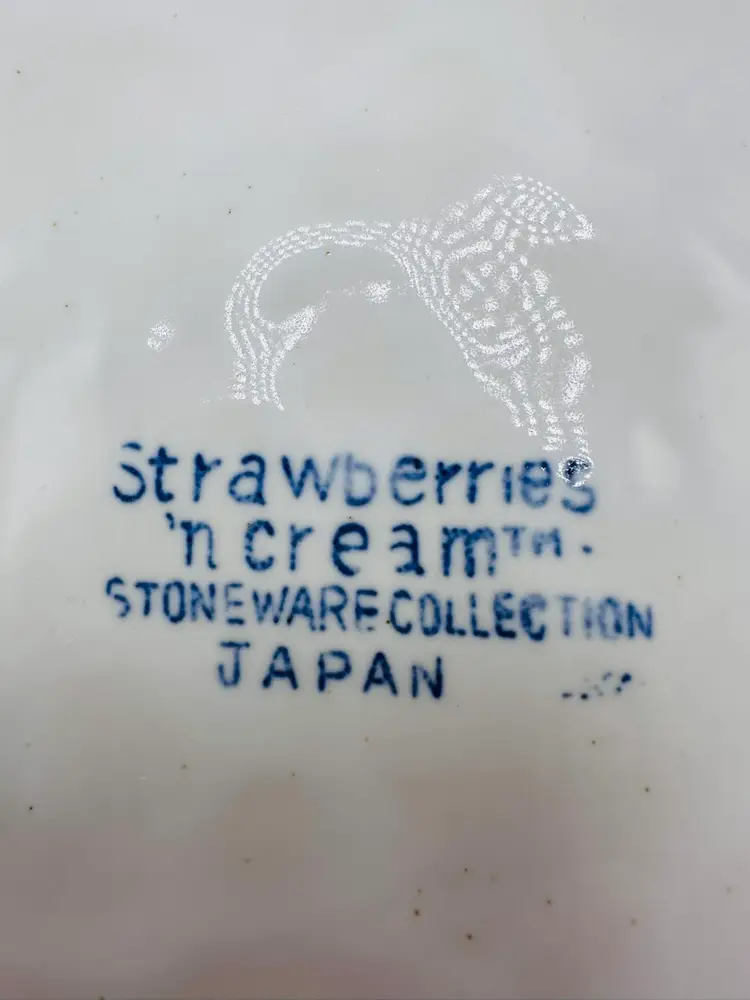 Strawberries
'n cream™.
STONEWARE COLLECTION
JAPAN